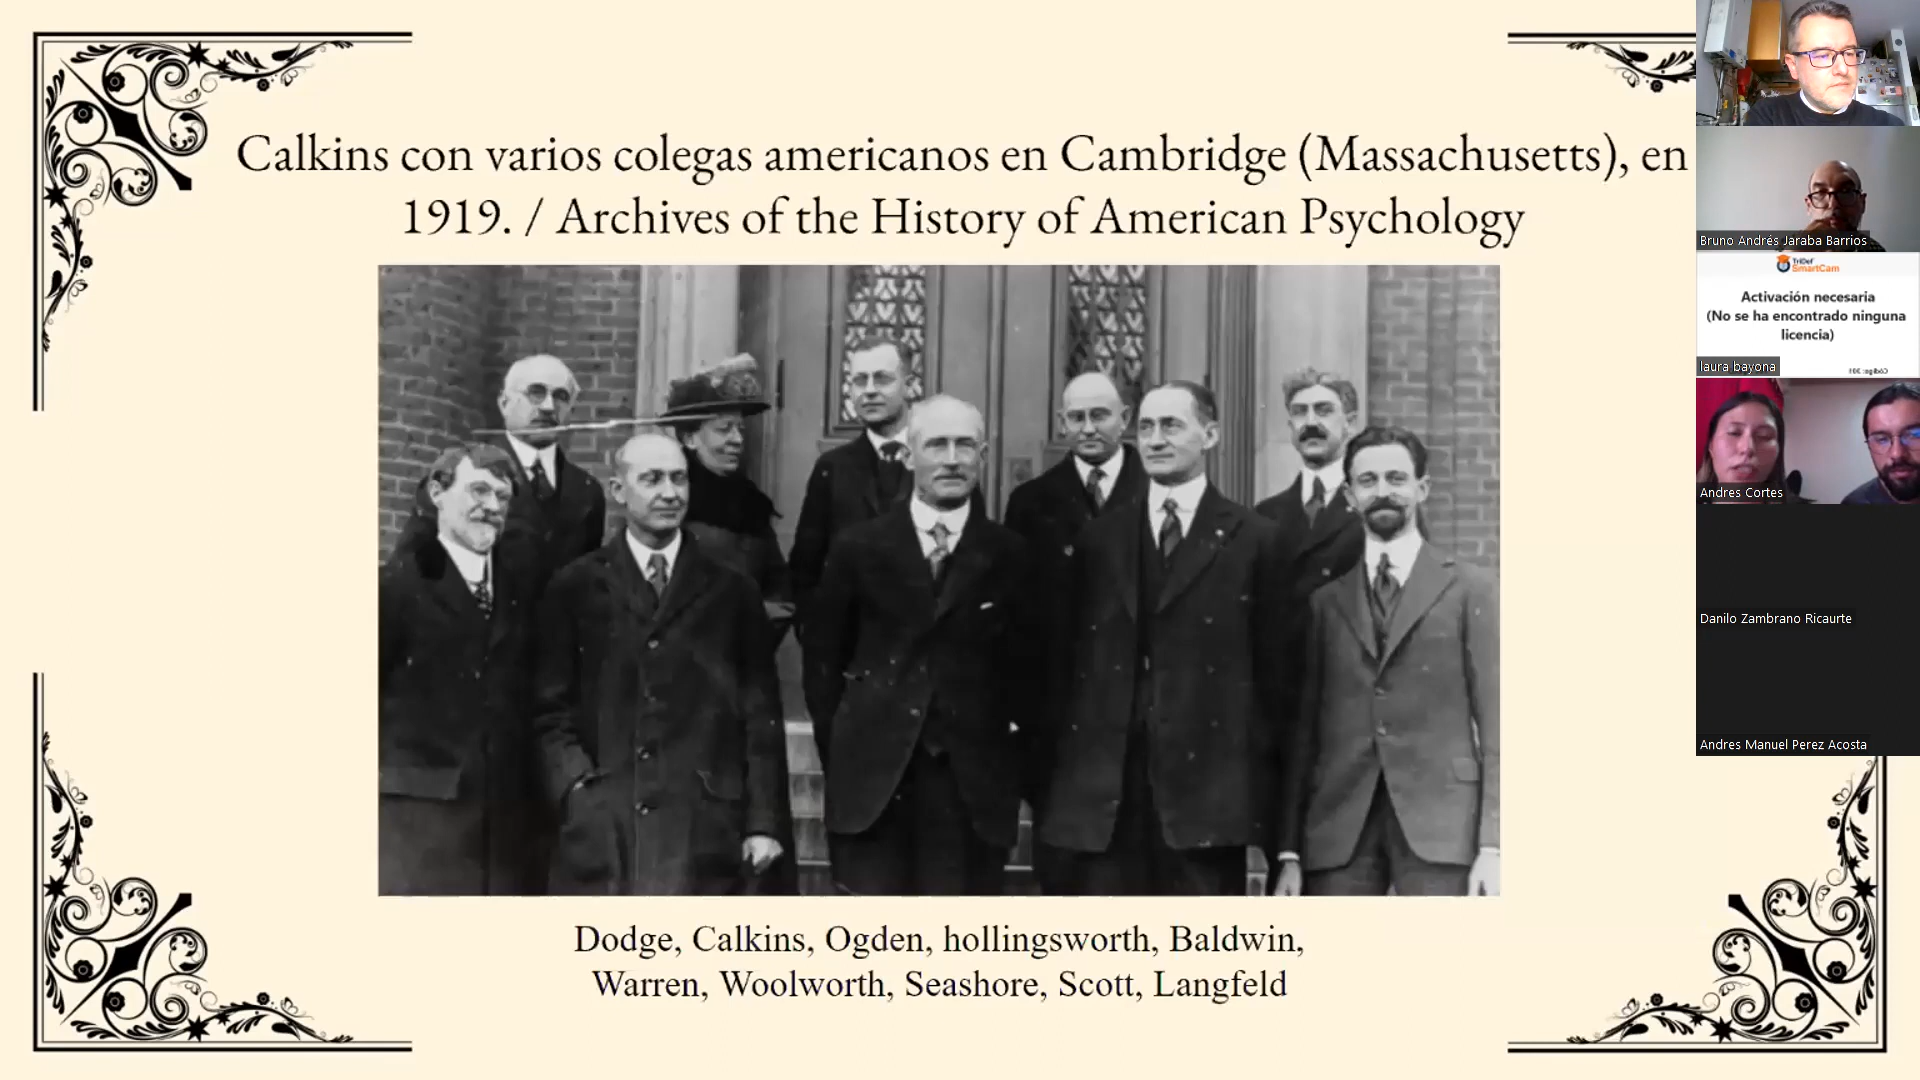 Calkins con varios colegas americanos en Cambridge (Massachusetts), en
1919. / Archives of the History of American Psychology
Dodge, Calkins, Ogden, hollingsworth, Baldwin,
Warren, Woolworth, Seashore, Scott, Langfeld
Bruno Andrés Jaraba Barrios
TriDef
SmartCam
Activación necesaria
(No se ha encontrado ninguna
licencia)
laura bayona
Andres Cortes
Danilo Zambrano Ricaurte
Andres Manuel Perez Acosta